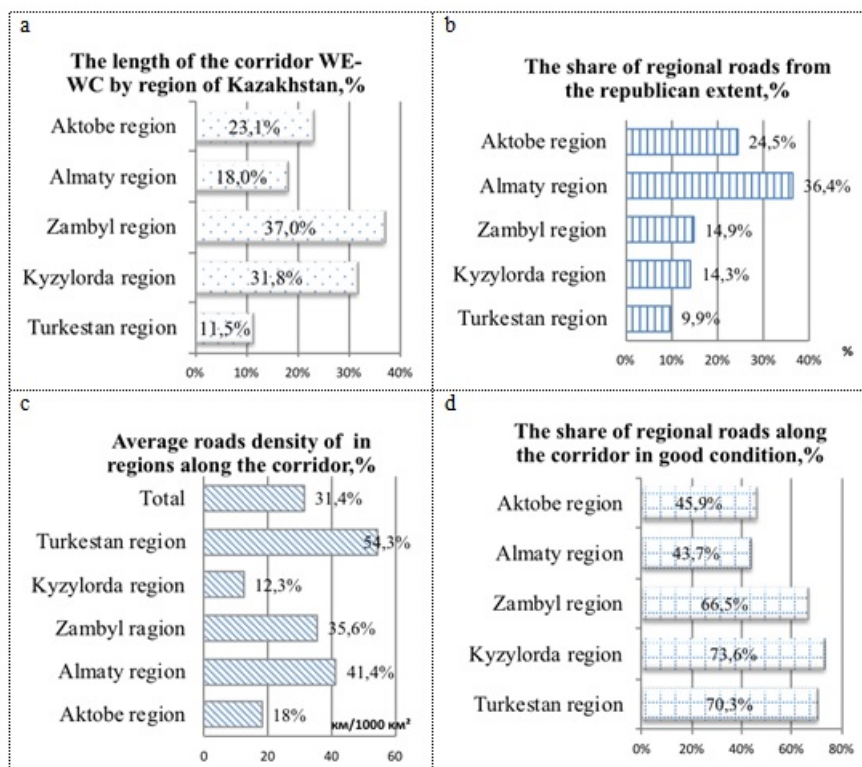 a
The length of the corridor WE-
WC by region of Kazakhstan,%
Aktobe region 23,1%
Almaty region 18,0%
Zambyl region 37,0%
Kyzylorda region 31,8%
Turkestan region 11,5%
0% 10% 20% 30% 40%
b
The share of regional roads from
the republican extent,%
Aktobe region 24,5%
Almaty region 36,4%
Zambyl region 14,9%
Kyzylorda region 14,3%
Turkestan region 9,9%
0% 10% 20% 30% 40% %
c
Average roads density of in
regions along the corridor,%
Total 31,4%
Turkestan region 54,3%
Kyzylorda region 12,3%
Zambyl ragion 35,6%
Almaty region 41,4%
Aktobe region 18% км/1000 км²
0 20 40 60
d
The share of regional roads along
the corridor in good condition,%
Aktobe region 45,9%
Almaty region 43,7%
Zambyl region 66,5%
Kyzylorda region 73,6%
Turkestan region 70,3%
0% 20% 40% 60% 80%